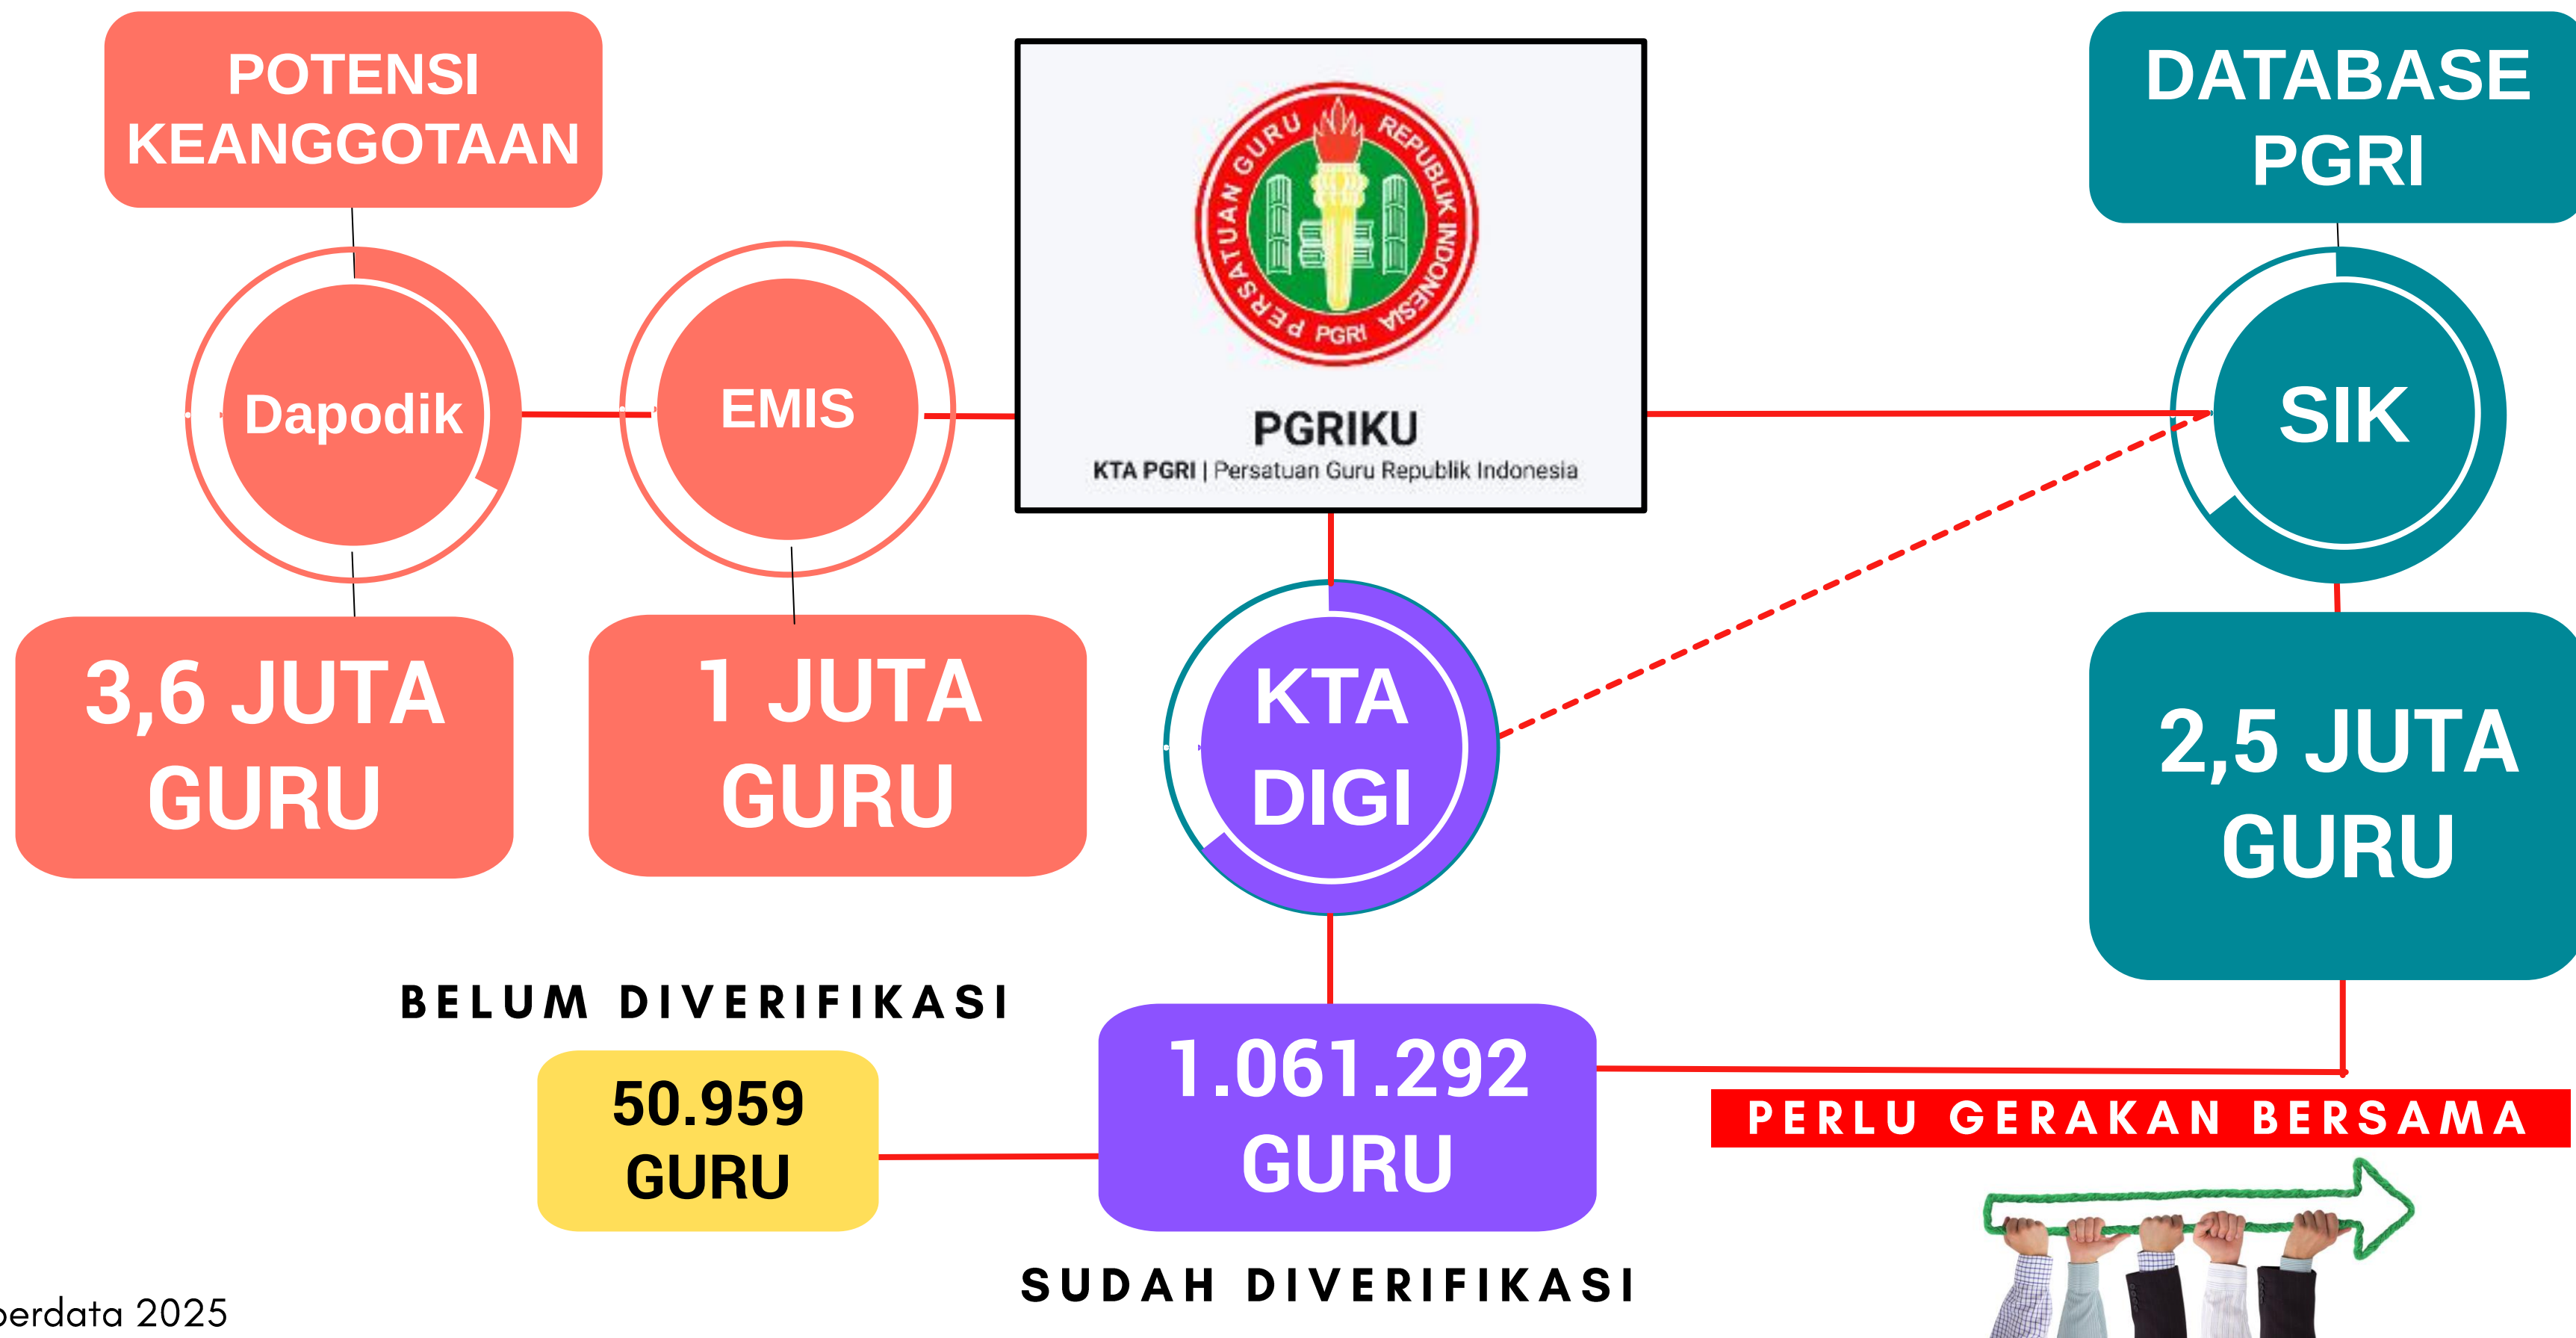 POTENSI
KEANGGOTAAN
PERSATUAN GURU REPUBLIK INDONESIA
PGRI
PGRIKU
KTA PGRI | Persatuan Guru Republik Indonesia
DATABASE
PGRI
Dapodik
EMIS
SIK
3,6 JUTA
GURU
1 JUTA
GURU
KTA
DIGI
2,5 JUTA
GURU
BELUM DIVERIFIKASI
50.959
GURU
1.061.292
GURU
PERLU GERAKAN BERSAMA
SUDAH DIVERIFIKASI
perdata 2025